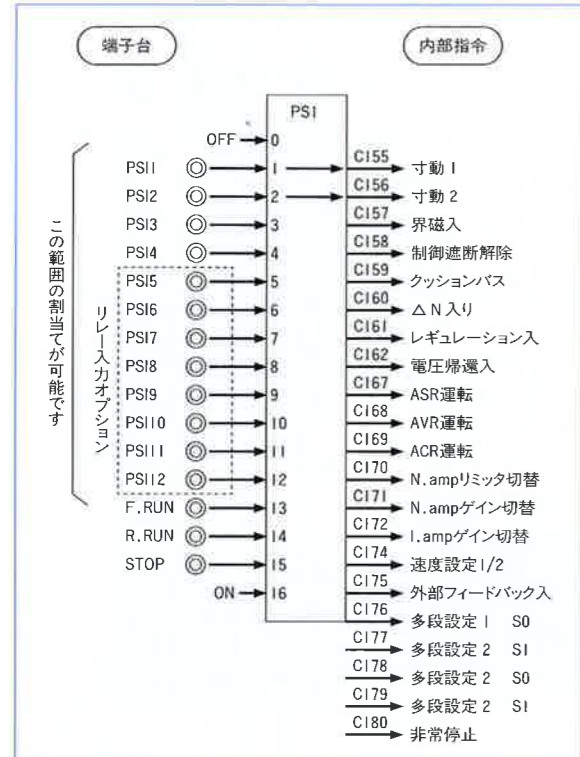 端子台
内部指令
PS1
OFF 0
PSI1 1
PSI2 2
PSI3 3
PSI4 4
PSI5 5
PSI6 6
PSI7 7
PSI8 8
PSI9 9
PSI10 10
PSI11 11
PSI12 12
F.RUN 13
R.RUN 14
STOP 15
ON 16
この範囲の割当てが可能です
リレー入力オプション
C155 寸動1
C156 寸動2
C157 界磁入
C158 制御遮断解除
C159 クッションバス
C160 △N入り
C161 レギュレーション入
C162 電圧帰還入
C167 ASR運転
C168 AVR運転
C169 ACR運転
C170 N.ampリミッタ切替
C171 N.ampゲイン切替
C172 I.ampゲイン切替
C174 速度設定1/2
C175 外部フィードバック入
C176 多段設定1 S0
C177 多段設定2 S1
C178 多段設定2 S0
C179 多段設定2 S1
C180 非常停止